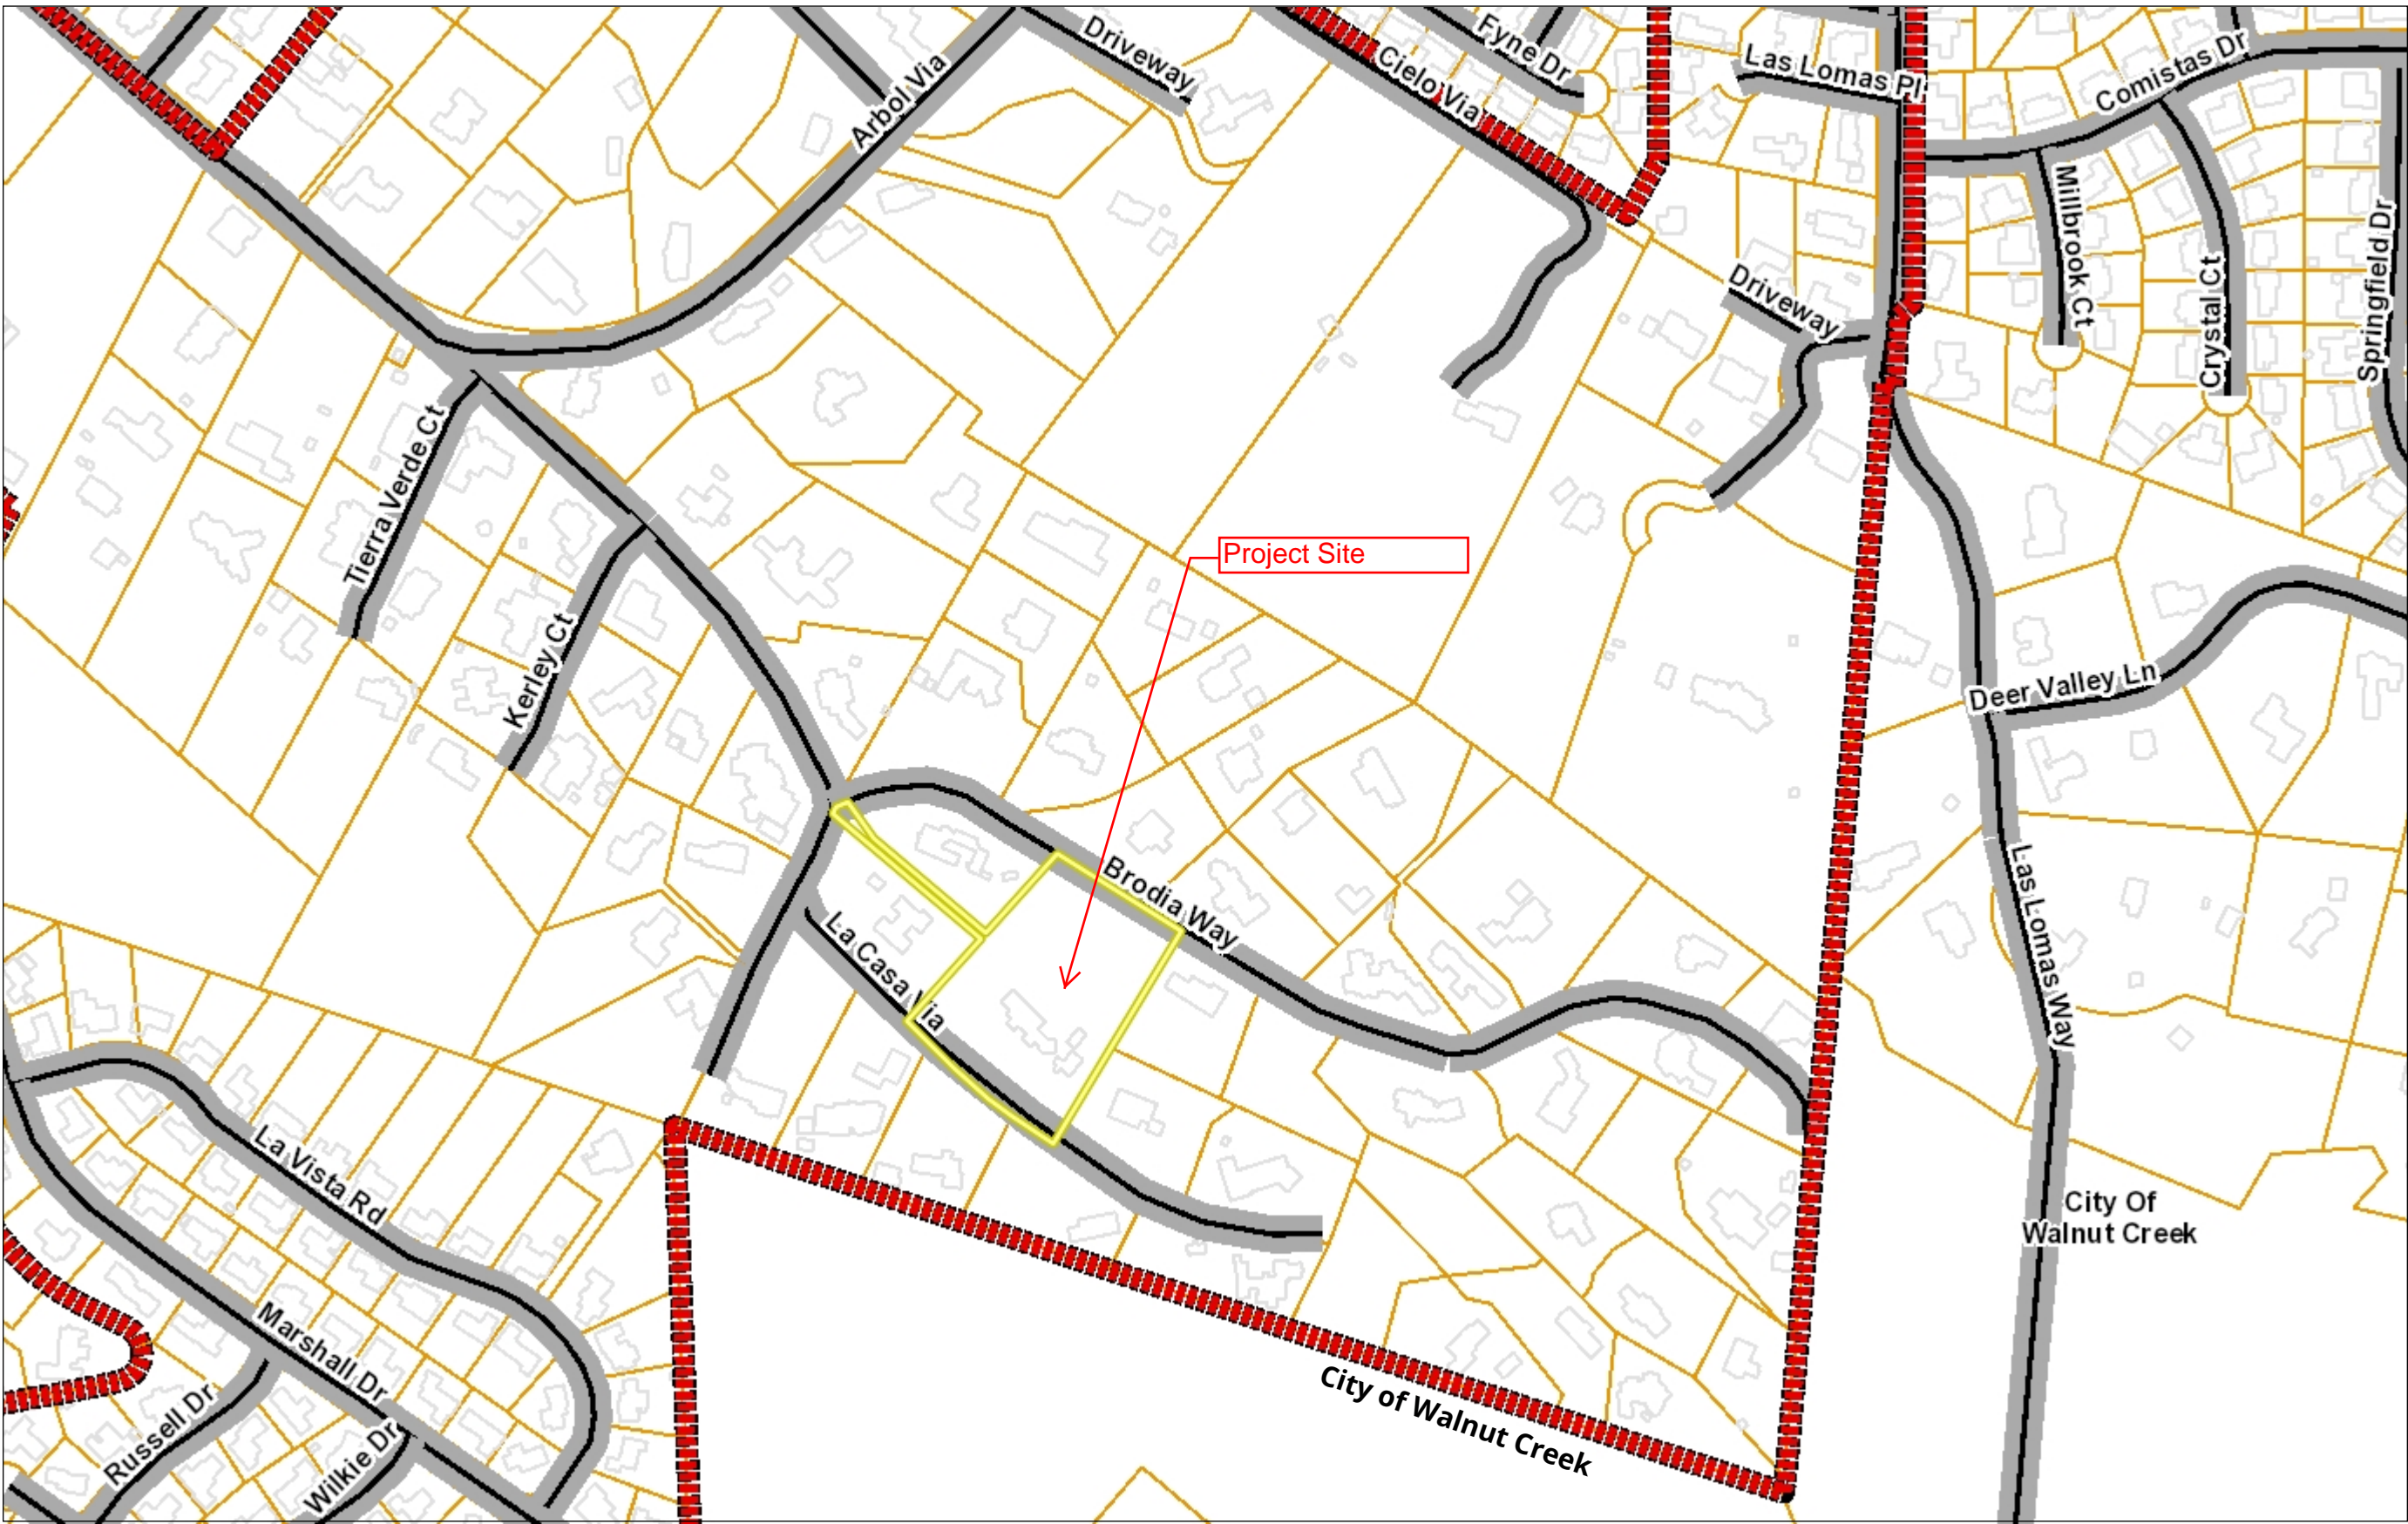 Driveway
Fyne Dr
Las Lomas Pl
Comistas Dr
Arbol Via
Cielo Via
Millbrook Ct
Crystal Ct
Springfield Dr
Driveway
Tierra Verde Ct
Project Site
Kerley Ct
Deer Valley Ln
Brodia Way
La Casa Via
Las Lomas Way
La Vista Rd
City Of
Walnut Creek
Marshall Dr
City of Walnut Creek
Russell Dr
Wilkie Dr